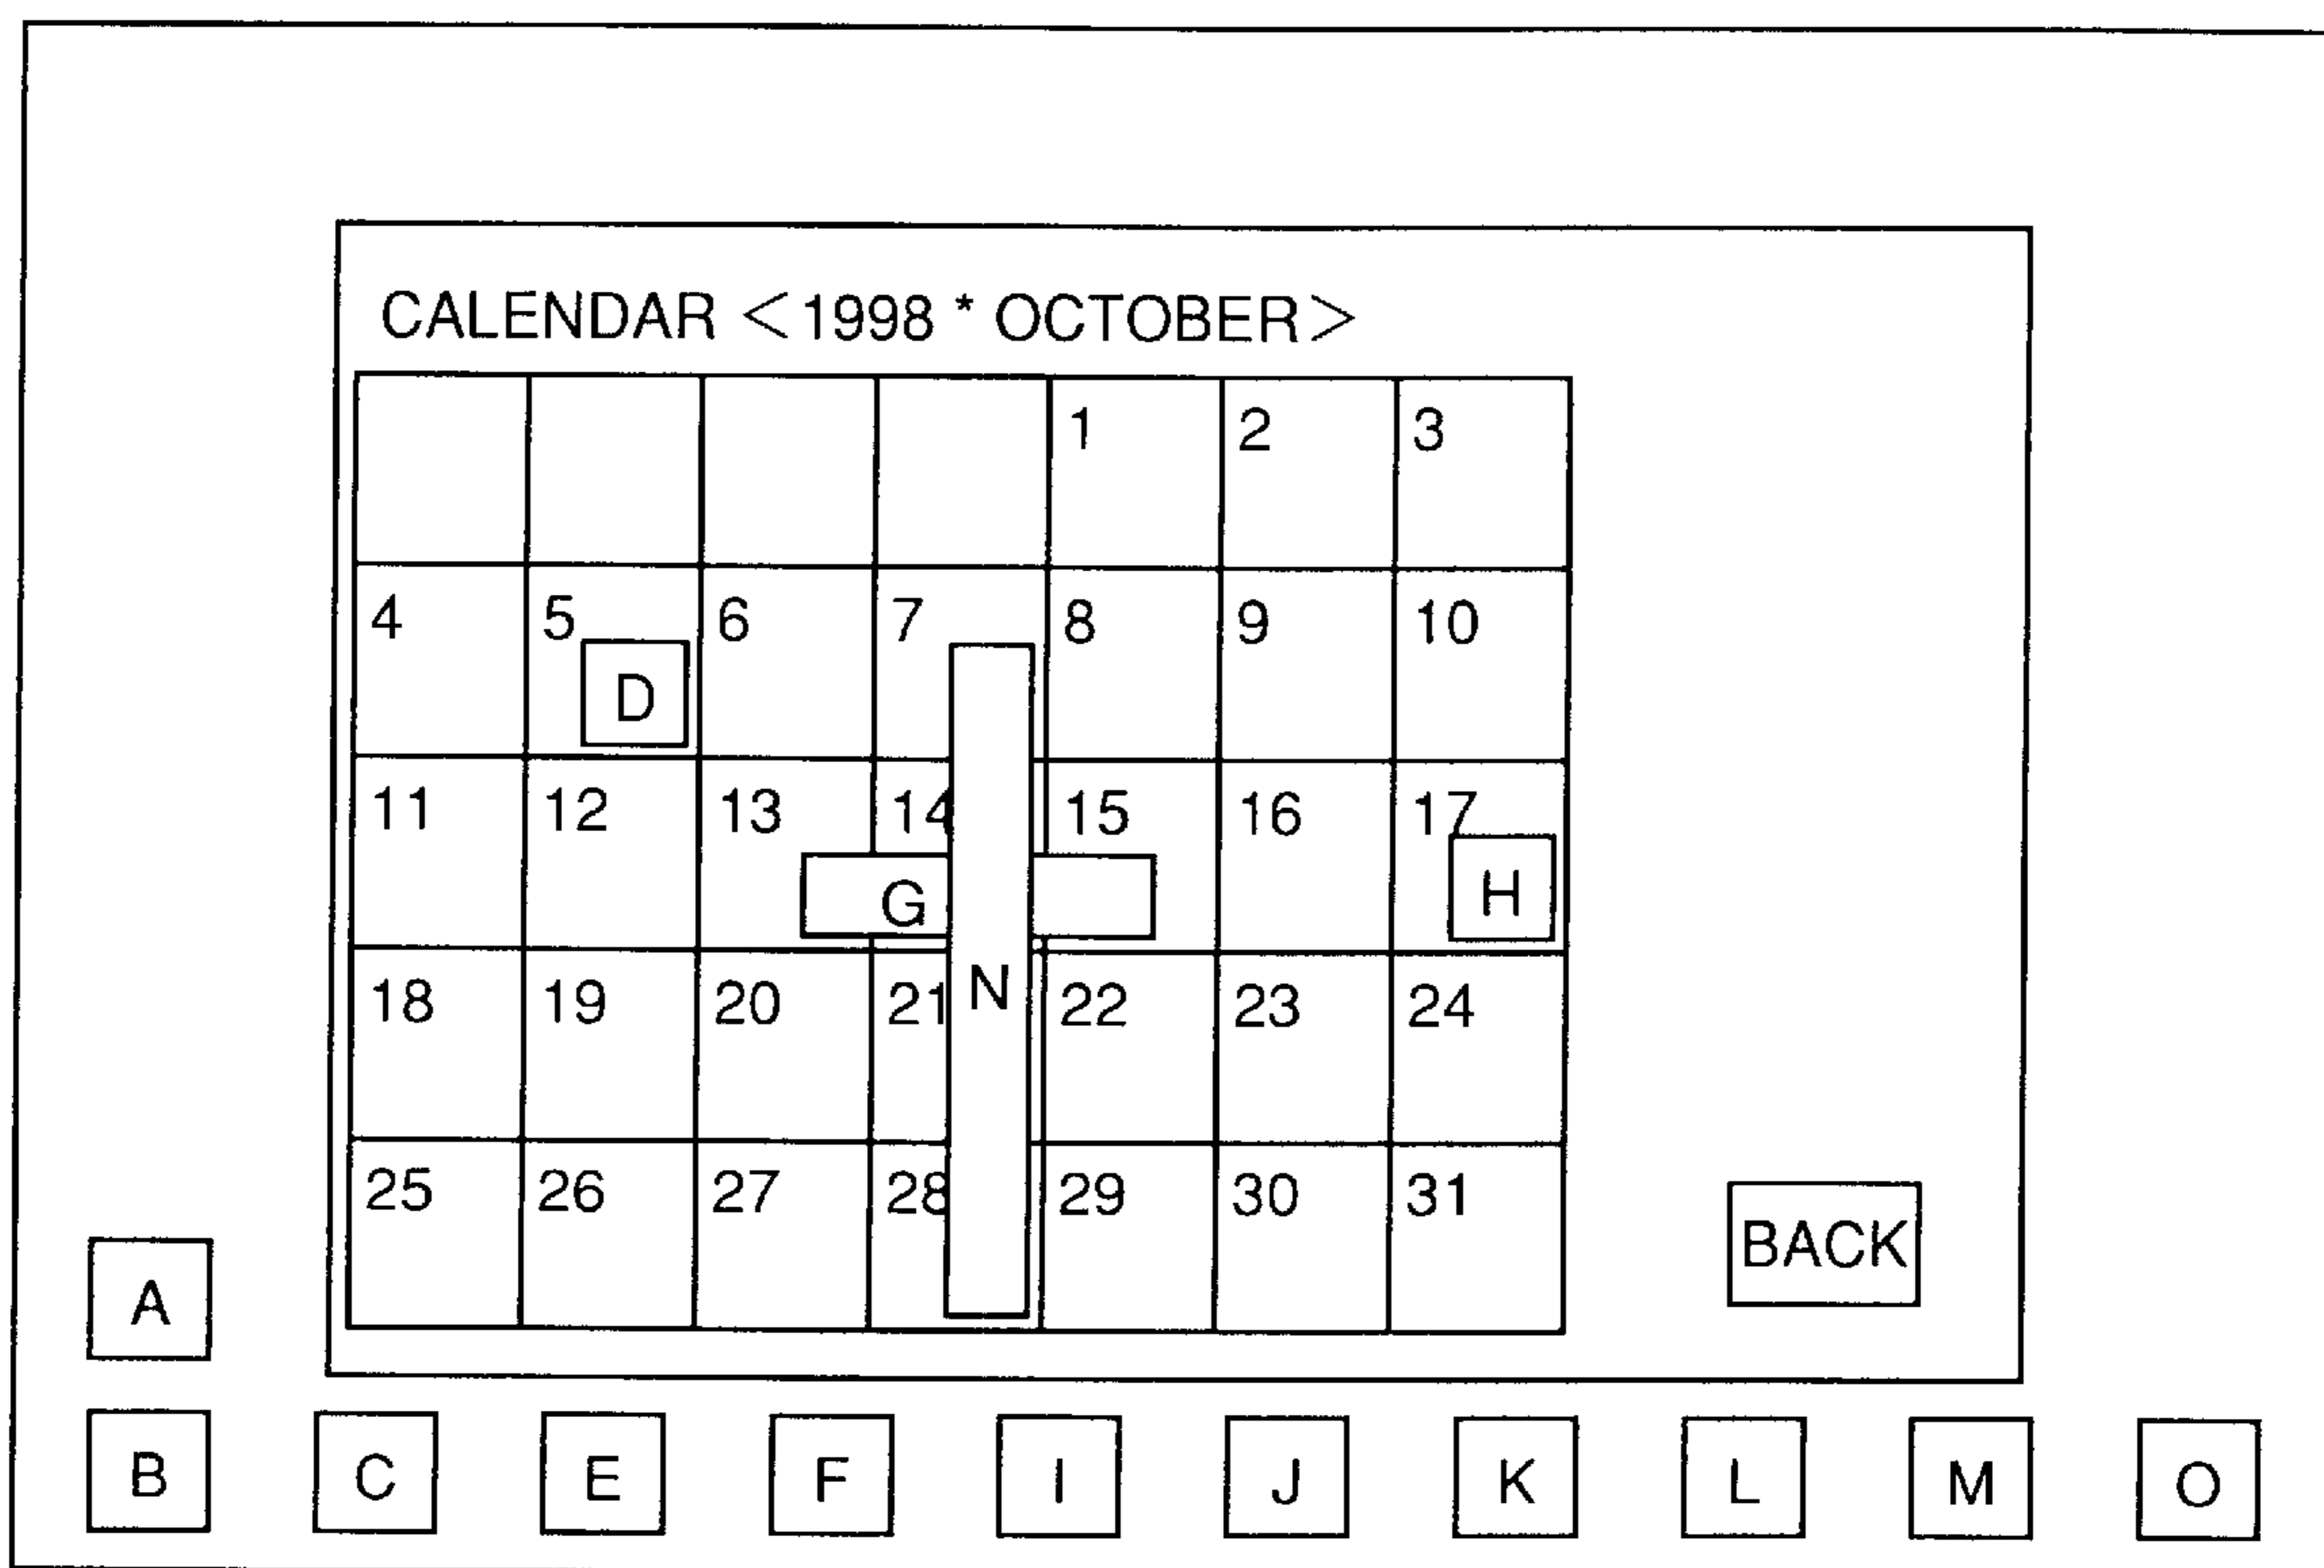 CALENDAR <1998 * OCTOBER>
1 2 3
4 5 6 7 8 9 10
D
11 12 13 14 15 16 17
G H
18 19 20 21 N 22 23 24
25 26 27 28 29 30 31
BACK
A
B C E F I J K L M O